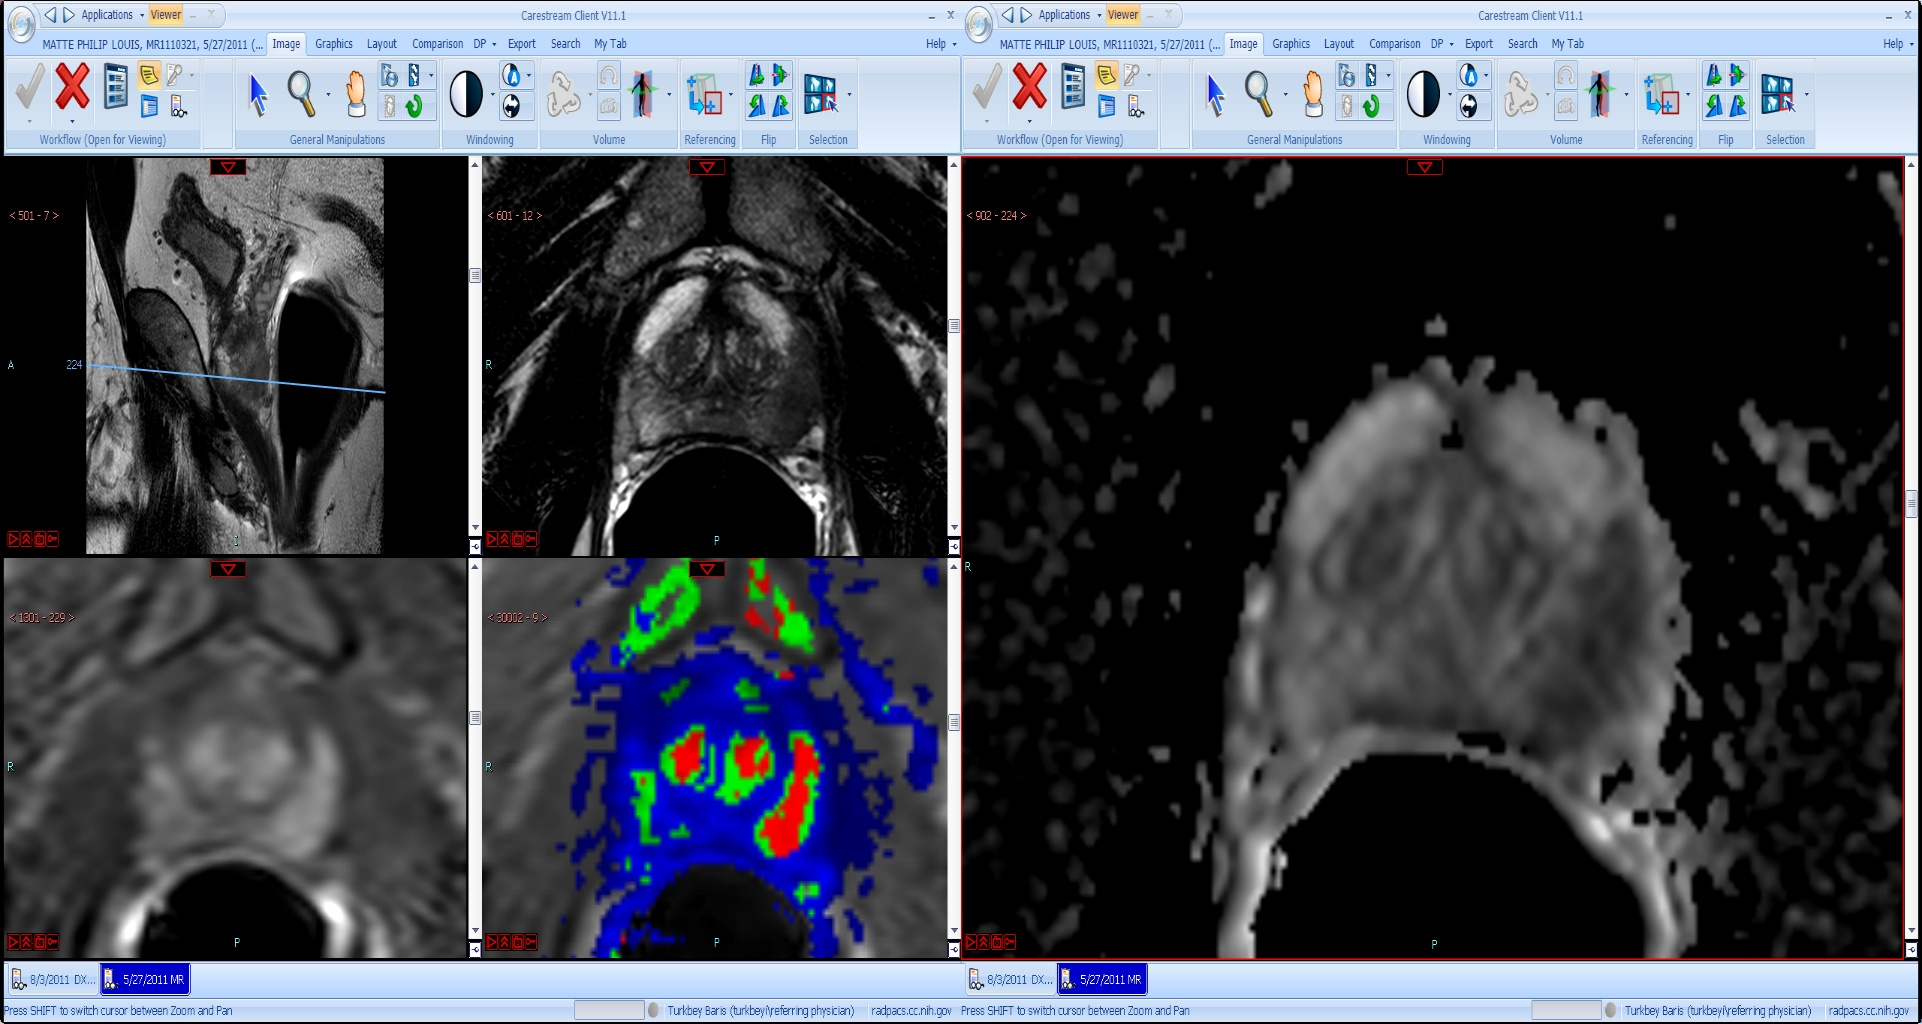 Applications Viewer
Carestream Client V11.1
MATTE PHILIP LOUIS, MR1110321, 5/27/2011 (... Image Graphics Layout Comparison DP Export Search My Tab Help
Workflow (Open for Viewing) General Manipulations Windowing Volume Referencing Flip Selection
< 501 - 7 >
A
224
< 601 - 12 >
R
P
< 1301 - 229 >
R
P
< 30002 - 9 >
R
P
8/3/2011 DX... 5/27/2011 MR
Press SHIFT to switch cursor between Zoom and Pan
Turkbey Baris (turkbeyi\referring physician) radpacs.cc.nih.gov
Applications Viewer
Carestream Client V11.1
MATTE PHILIP LOUIS, MR1110321, 5/27/2011 (... Image Graphics Layout Comparison DP Export Search My Tab Help
Workflow (Open for Viewing) General Manipulations Windowing Volume Referencing Flip Selection
< 902 - 224 >
R
P
8/3/2011 DX... 5/27/2011 MR
Press SHIFT to switch cursor between Zoom and Pan
Turkbey Baris (turkbeyi\referring physician) radpacs.cc.nih.gov